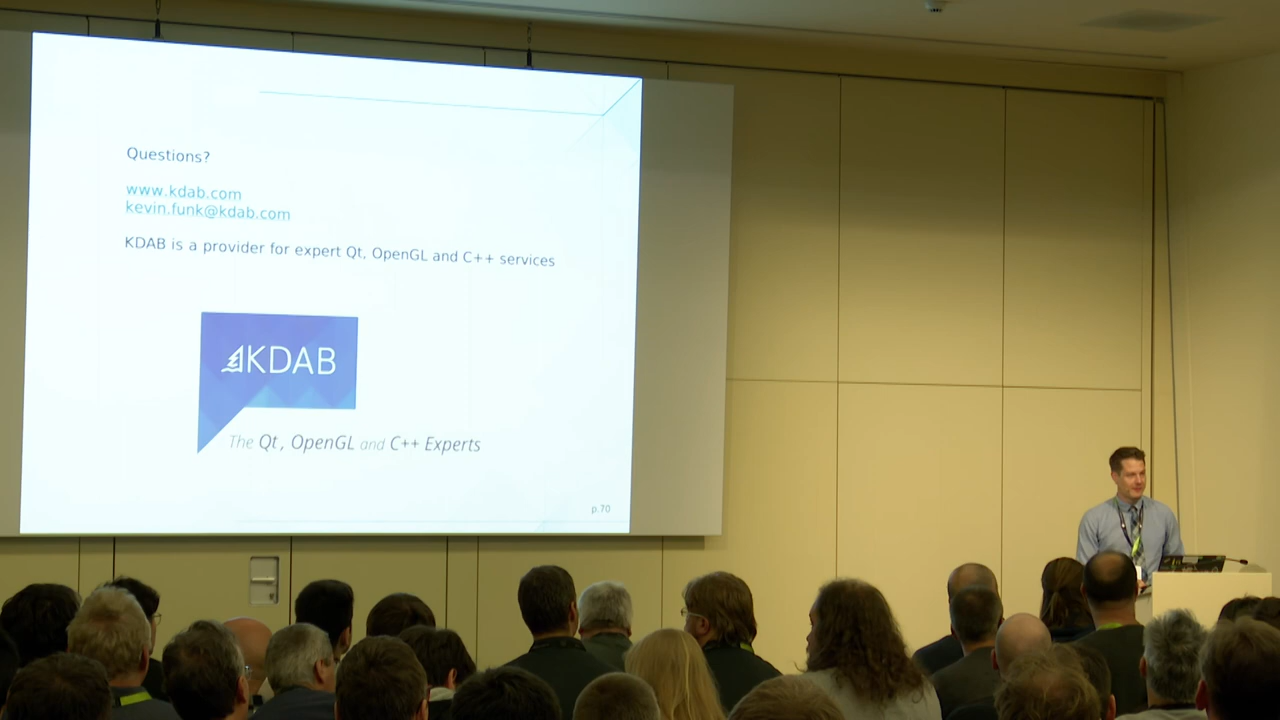 Questions?
www.kdab.com
kevin.funk@kdab.com
KDAB is a provider for expert Qt, OpenGL and C++ services
KDAB
The Qt, OpenGL and C++ Experts
p.70